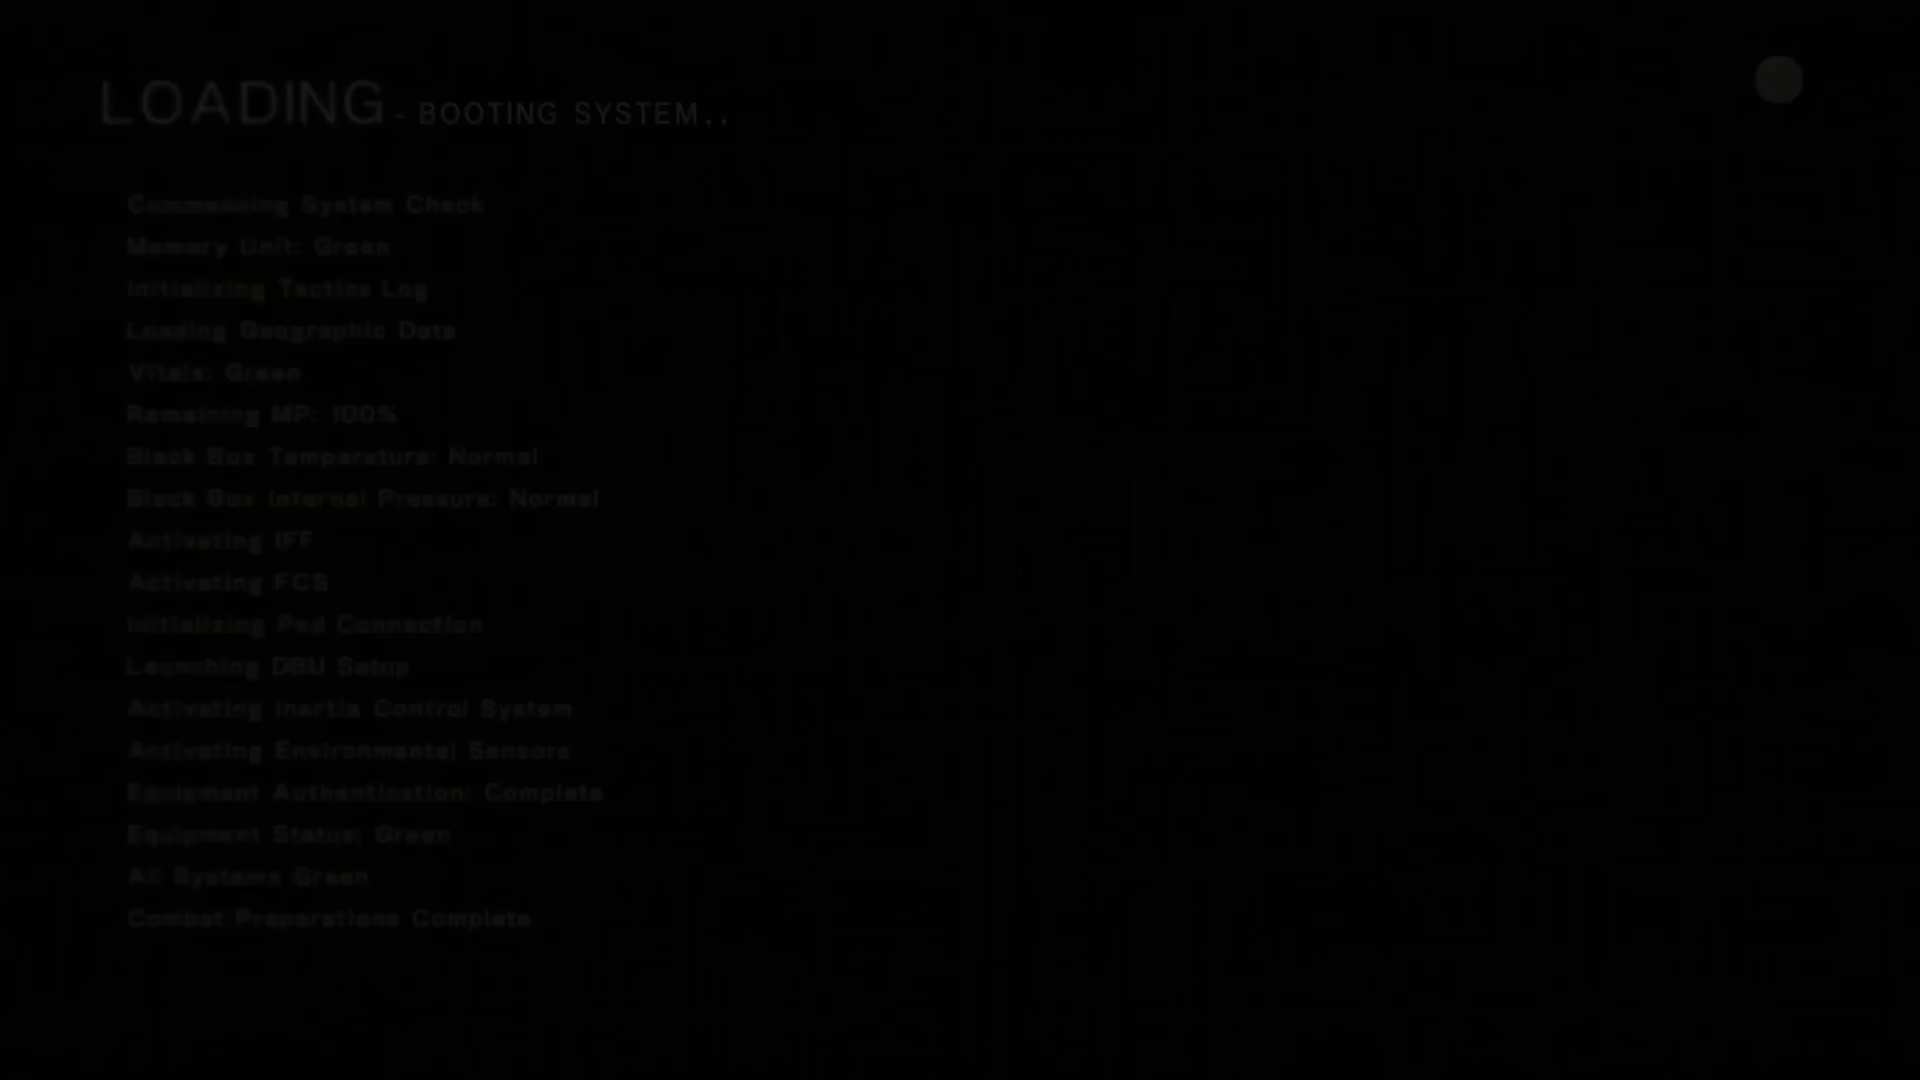 LOADING - BOOTING SYSTEM..
Commencing System Check
Memory Unit: Green
Initializing Tactics Log
Loading Geographic Data
Vitals: Green
Remaining MP: 100%
Black Box Temperature: Normal
Black Box Internal Pressure: Normal
Activating IFF
Activating FCS
Initializing Pod Connection
Launching DBU Setup
Activating Inertia Control System
Activating Environmental Sensors
Equipment Authentication: Complete
Equipment Status: Green
All Systems Green
Combat Preparations Complete